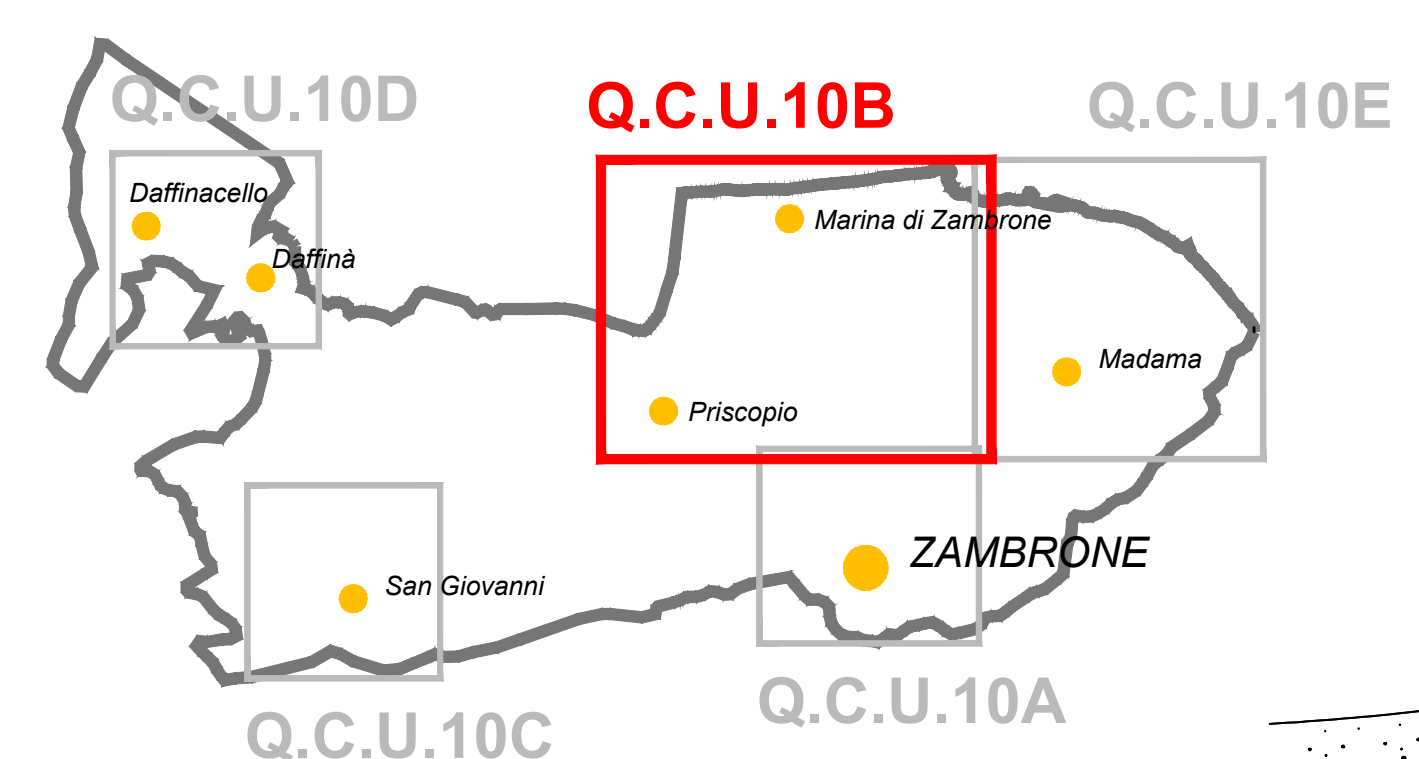 Q.C.U.10D
Q.C.U.10B
Q.C.U.10E
Daffinacello
Marina di Zambrone
Daffinà
Madama
Priscopio
ZAMBRONE
San Giovanni
Q.C.U.10A
Q.C.U.10C